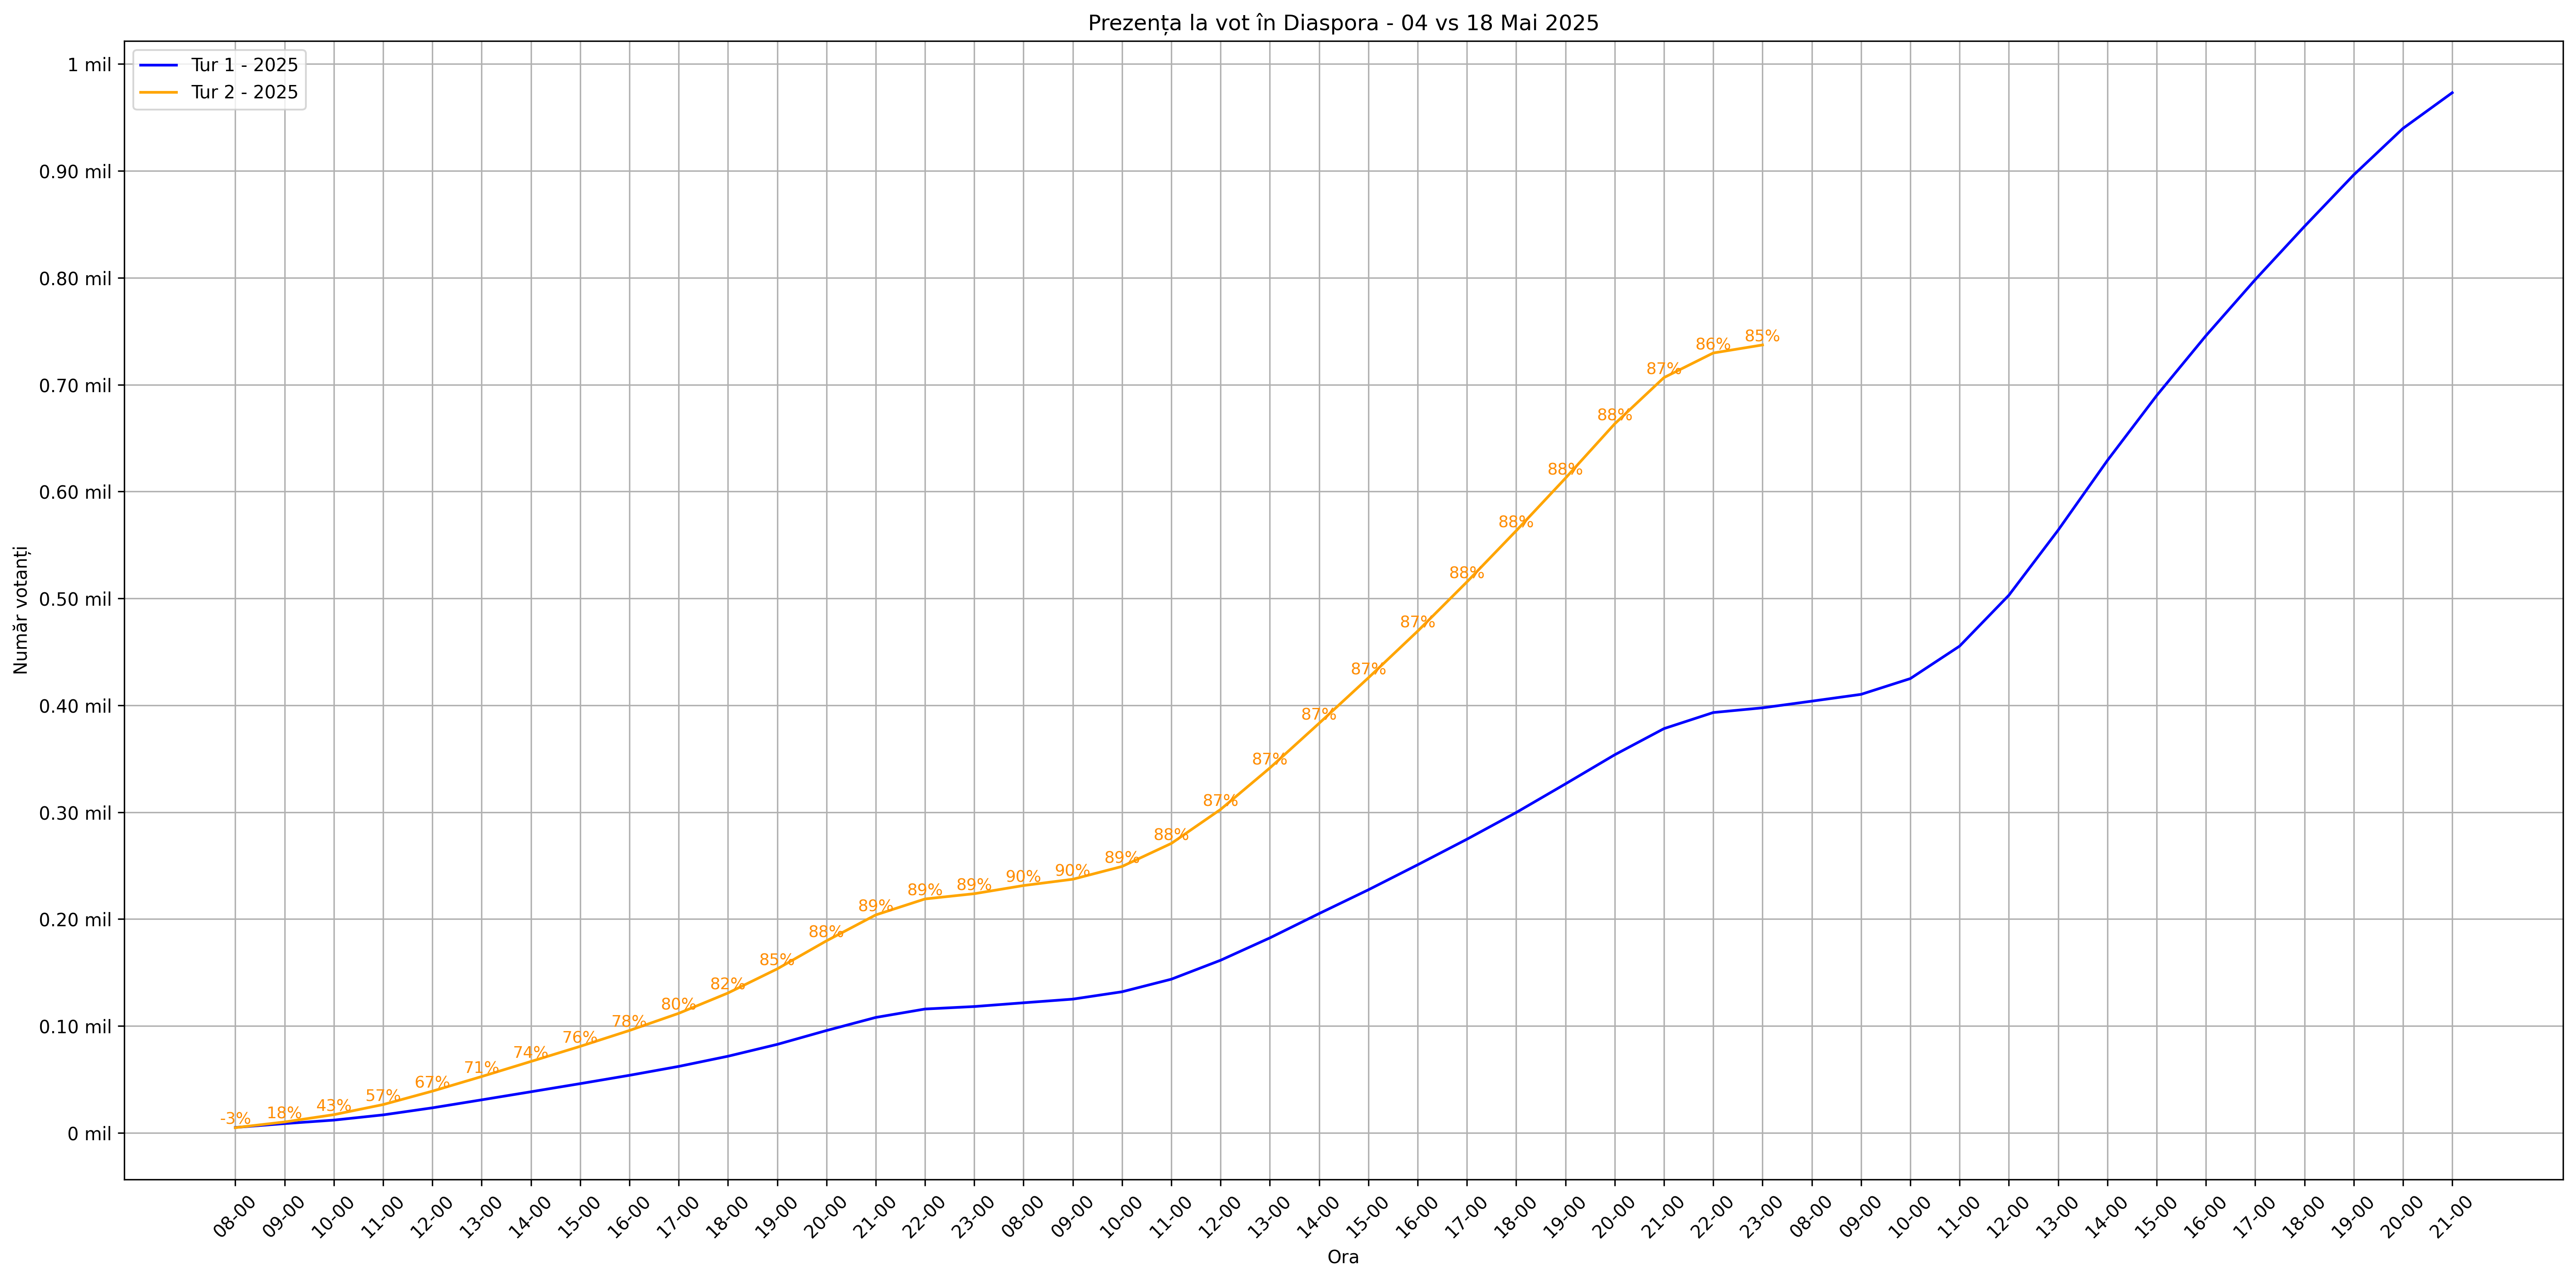 Prezența la vot în Diaspora - 04 vs 18 Mai 2025
Tur 1 - 2025
Tur 2 - 2025
Număr votanți
1 mil
0.90 mil
0.80 mil
0.70 mil
0.60 mil
0.50 mil
0.40 mil
0.30 mil
0.20 mil
0.10 mil
0 mil
-3% 18% 43% 57% 67% 71% 74% 76% 78% 80% 82% 85% 88% 89% 89% 89% 90% 90% 89% 88% 87% 87% 87% 87% 87% 88% 88% 88% 88% 87% 86% 85%
08-00 09-00 10-00 11-00 12-00 13-00 14-00 15-00 16-00 17-00 18-00 19-00 20-00 21-00 22-00 23-00 08-00 09-00 10-00 11-00 12-00 13-00 14-00 15-00 16-00 17-00 18-00 19-00 20-00 21-00 22-00 23-00 08-00 09-00 10-00 11-00 12-00 13-00 14-00 15-00 16-00 17-00 18-00 19-00 20-00 21-00
Ora